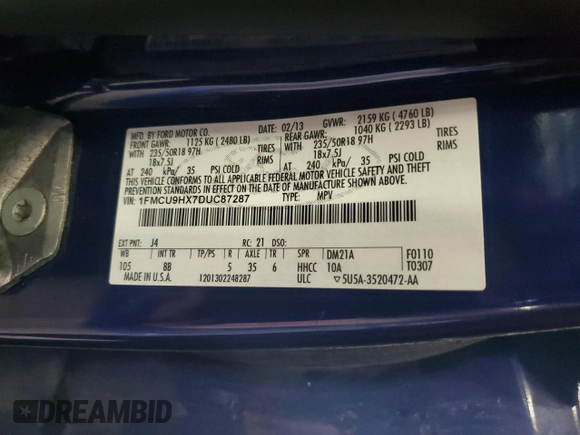 MFD. BY FORD MOTOR CO. 02/13 GVWR: 2159 KG ( 4760 LB)
FRONT GAWR: 1125 KG ( 2480 LB) REAR GAWR: 1040 KG ( 2293 LB)
WITH 235/50R18 97H TIRES WITH 235/50R18 97H TIRES
18x7.5J RIMS 18x7.5J RIMS
AT 240 kPa/ 35 PSI COLD AT 240 kPa/ 35 PSI COLD
THIS VEHICLE CONFORMS TO ALL APPLICABLE FEDERAL MOTOR VEHICLE SAFETY AND THEFT
PREVENTION STANDARDS IN EFFECT ON THE DATE OF MANUFACTURE SHOWN ABOVE.
VIN: 1FMCU9HX7DUC87287 TYPE: MPV
EXT PNT: J4 RC: 21 DSO:
WB INT TR TP/PS R AXLE TR SPR DM21A F0110
105 8B 5 35 6 HHCC 10A T0307
MADE IN U.S.A. 1201302248287 ULC 5U5A-3520472-AA
DREAMBID